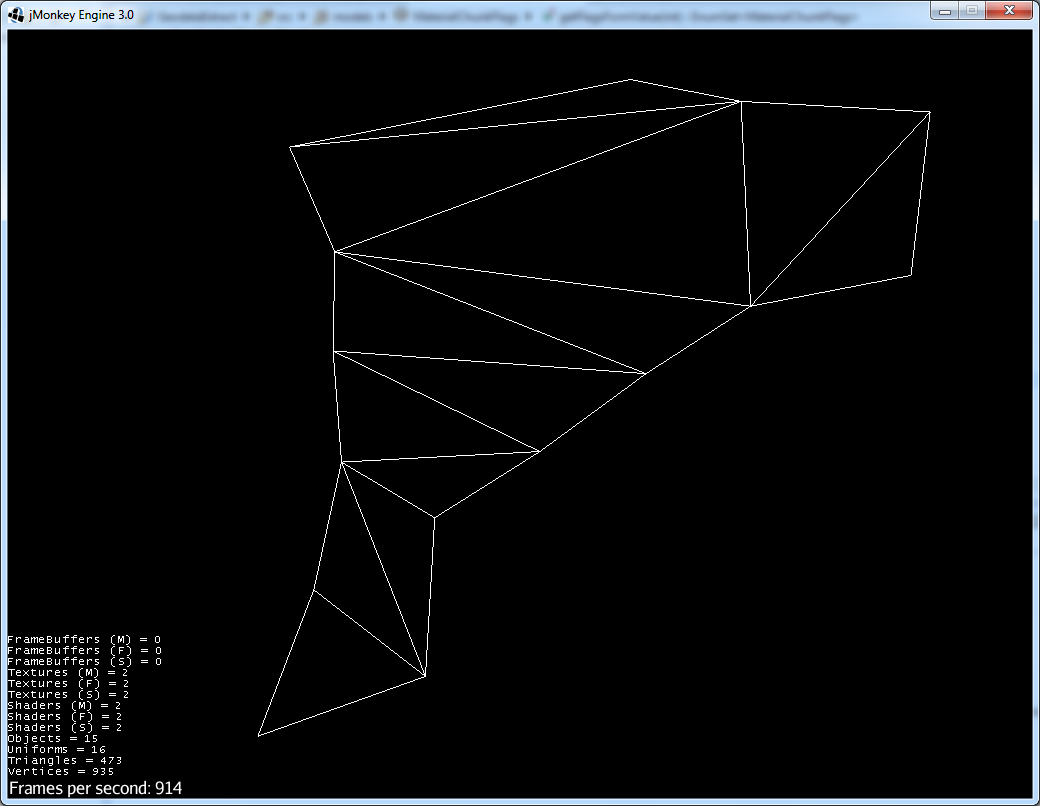 jMonkey Engine 3.0
FrameBuffers (M) = 0
FrameBuffers (F) = 0
FrameBuffers (S) = 0
Textures (M) = 2
Textures (F) = 2
Textures (S) = 2
Shaders (M) = 2
Shaders (F) = 2
Shaders (S) = 2
Objects = 15
Uniforms = 16
Triangles = 473
Vertices = 935
Frames per second: 914